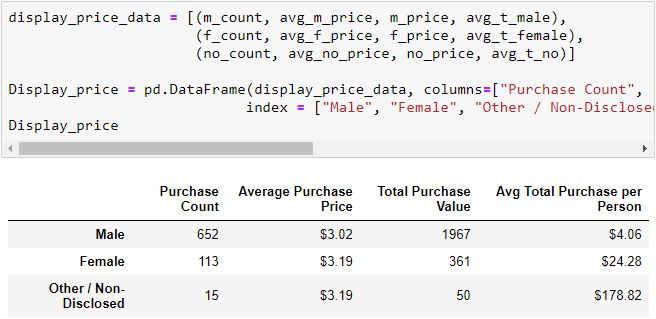 display_price_data = [(m_count, avg_m_price, m_price, avg_t_male),
(f_count, avg_f_price, f_price, avg_t_female),
(no_count, avg_no_price, no_price, avg_t_no)]
Display_price = pd.DataFrame(display_price_data, columns=["Purchase Count",
index = ["Male", "Female", "Other / Non-Disclose
Display_price
Purchase Count Average Purchase Price Total Purchase Value Avg Total Purchase per Person
Male 652 $3.02 1967 $4.06
Female 113 $3.19 361 $24.28
Other / Non-Disclosed 15 $3.19 50 $178.82